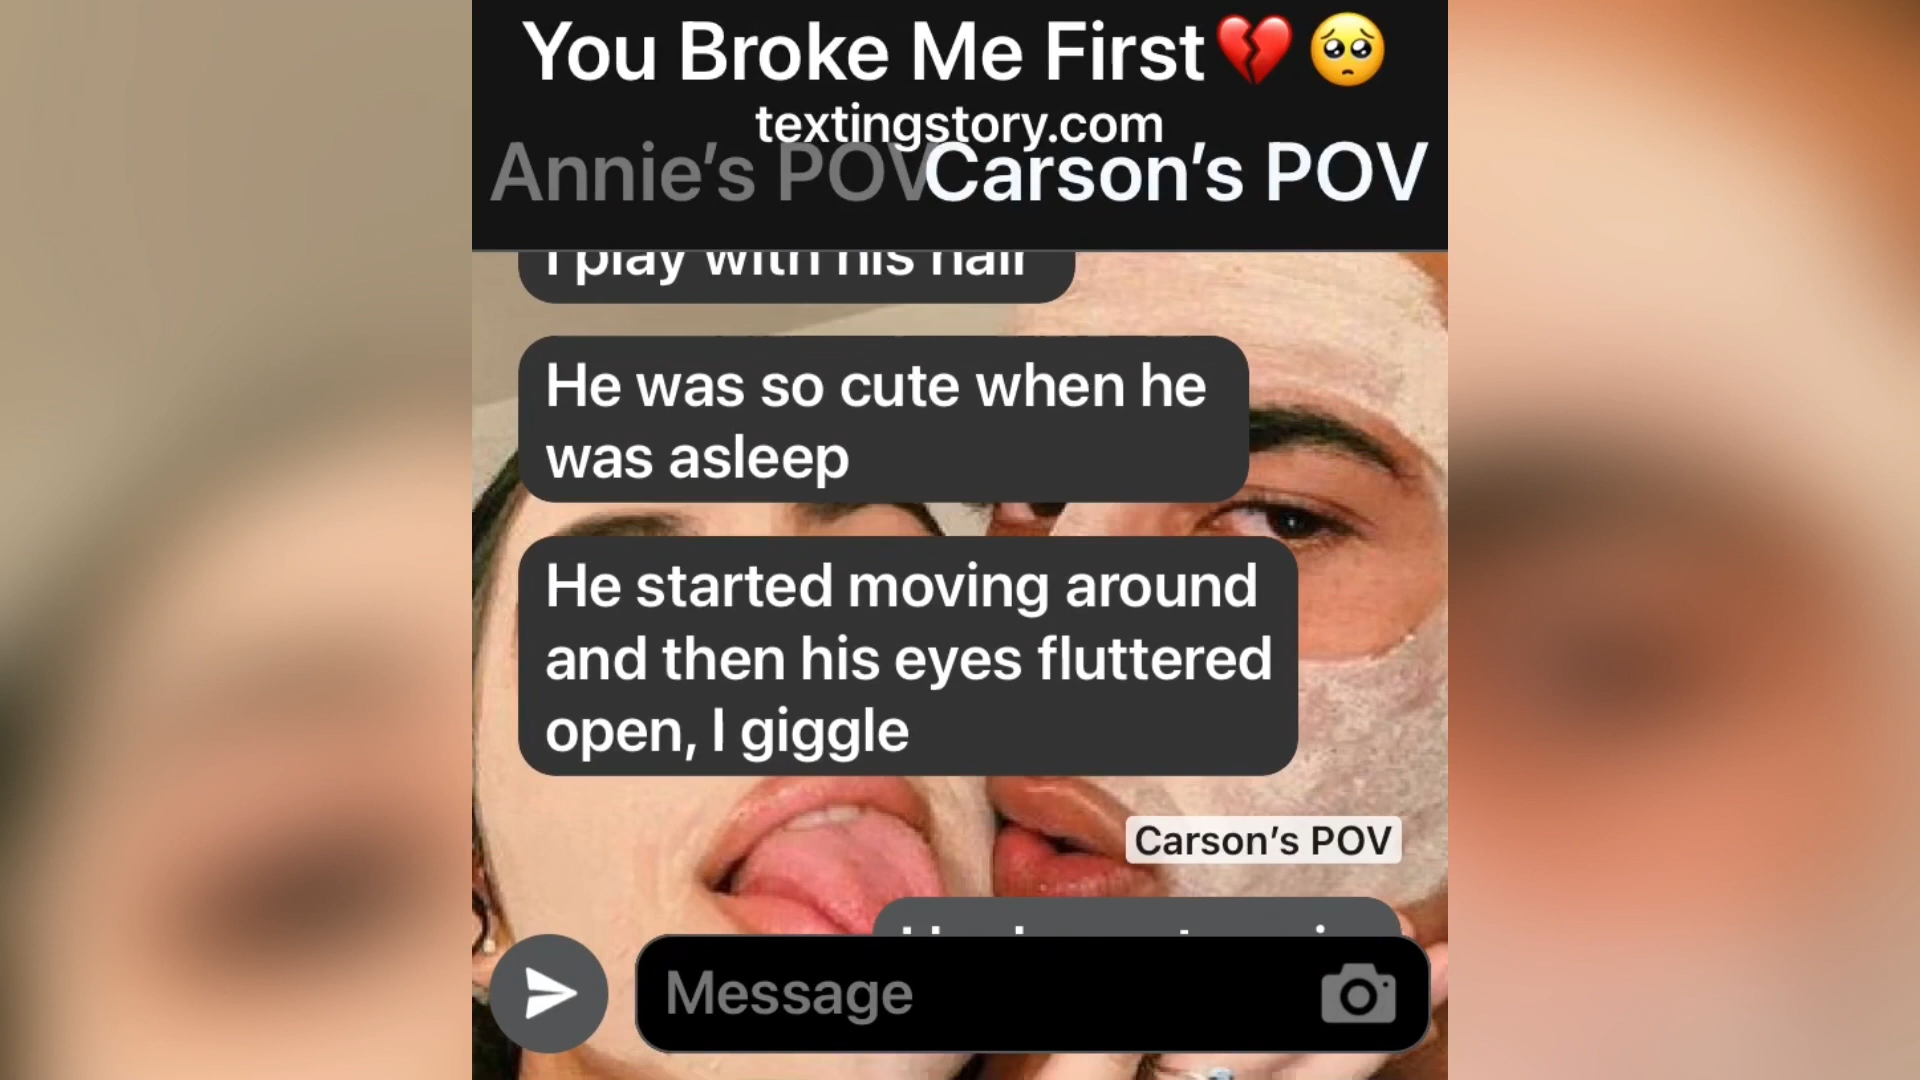 You Broke Me First💔🥺
textingstory.com
Annie’s POV Carson’s POV
I play with his hair
He was so cute when he
was asleep
He started moving around
and then his eyes fluttered
open, I giggle
Carson’s POV
Message